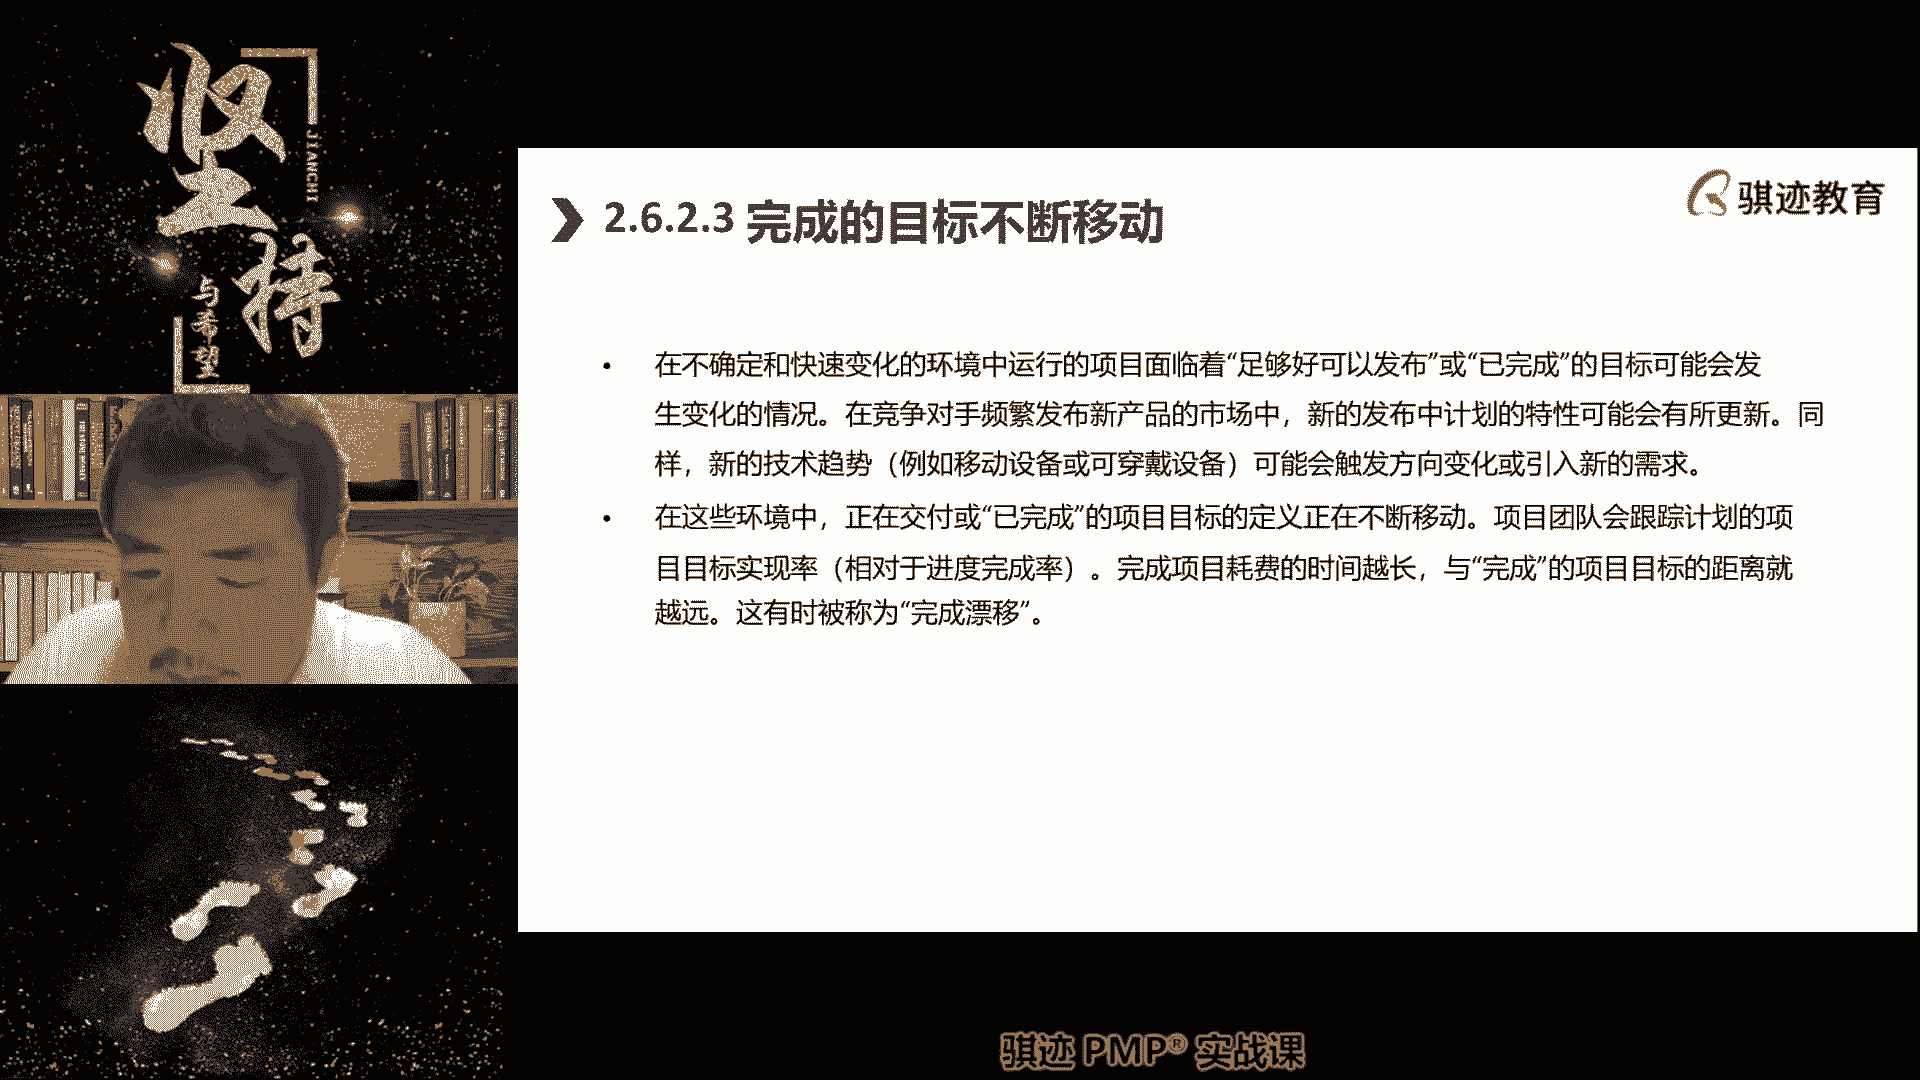 坚持
JIANCHI
与希望
骐迹教育
2.6.2.3 完成的目标不断移动
• 在不确定和快速变化的环境中运行的项目面临着“足够好可以发布”或“已完成”的目标可能会发
生变化的情况。在竞争对手频繁发布新产品的市场中，新的发布中计划的特性可能会有所更新。同
样，新的技术趋势（例如移动设备或可穿戴设备）可能会触发方向变化或引入新的需求。
• 在这些环境中，正在交付或“已完成”的项目目标的定义正在不断移动。项目团队会跟踪计划的项
目目标实现率（相对于进度完成率）。完成项目耗费的时间越长，与“完成”的项目目标的距离就
越远。这有时被称为“完成漂移”。
骐迹 PMP® 实战课